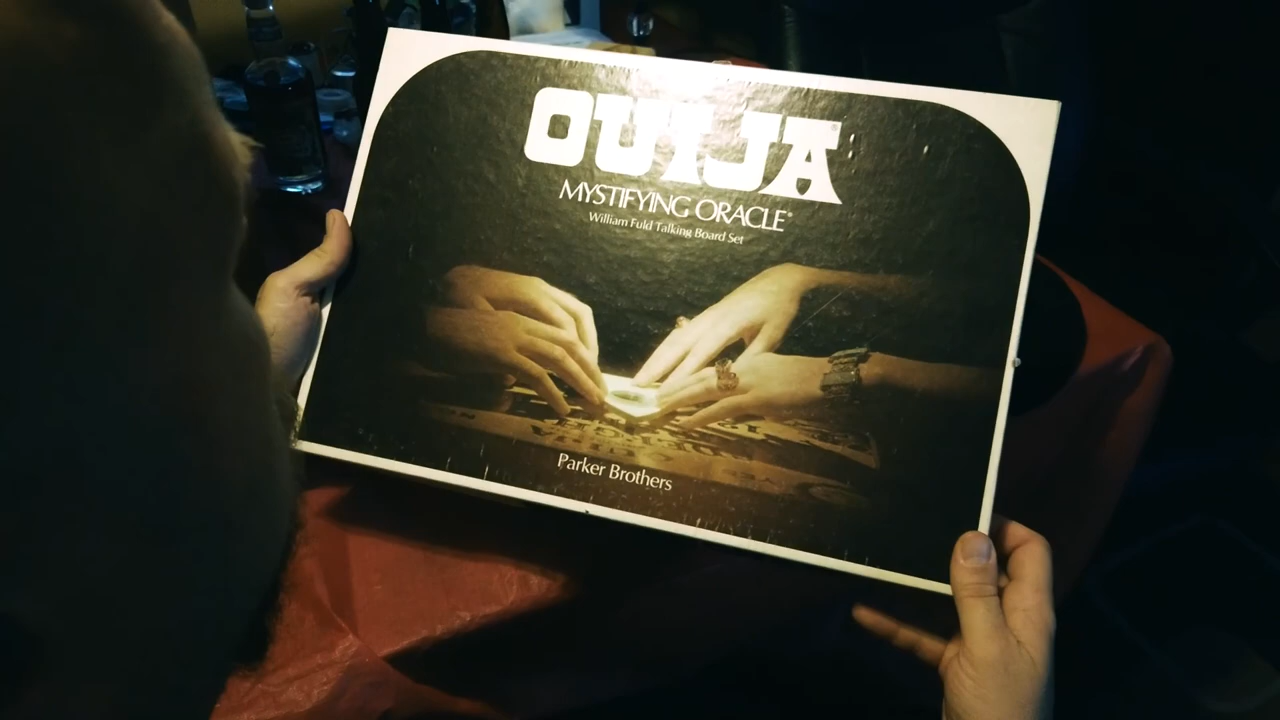 OUIJA
MYSTIFYING ORACLE®
William Fuld Talking Board Set
Parker Brothers